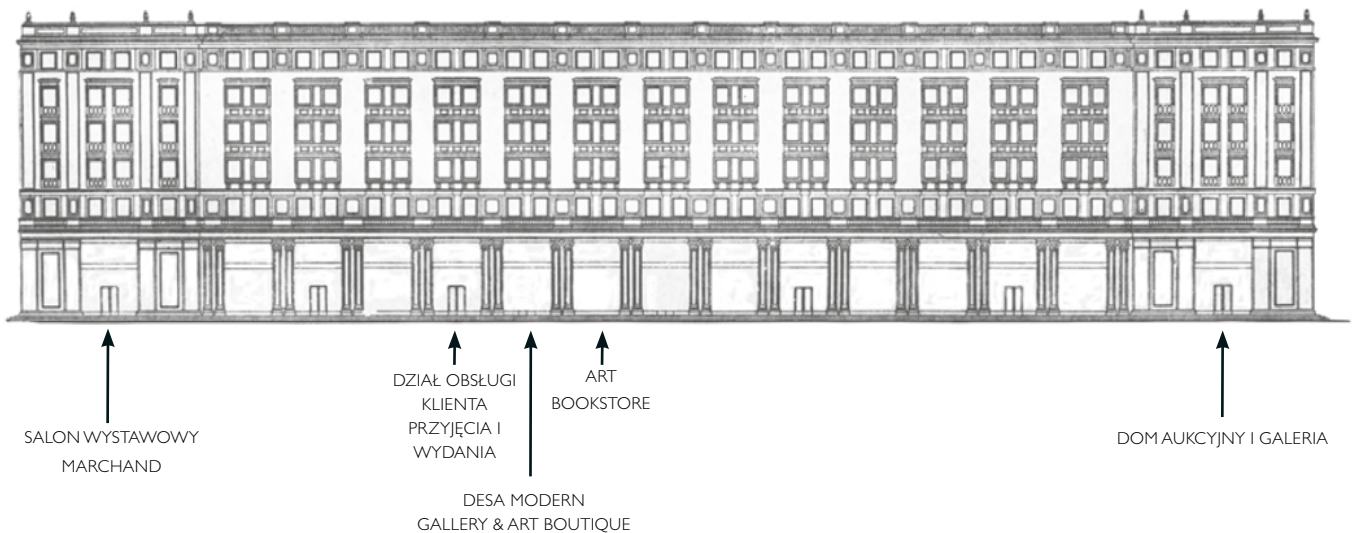 SALON WYSTAWOWY
MARCHAND
DZIAŁ OBSŁUGI
KLIENTA
PRZYJĘCIA I
WYDANIA
DESA MODERN
GALLERY & ART BOUTIQUE
ART
BOOKSTORE
DOM AUKCYJNY I GALERIA